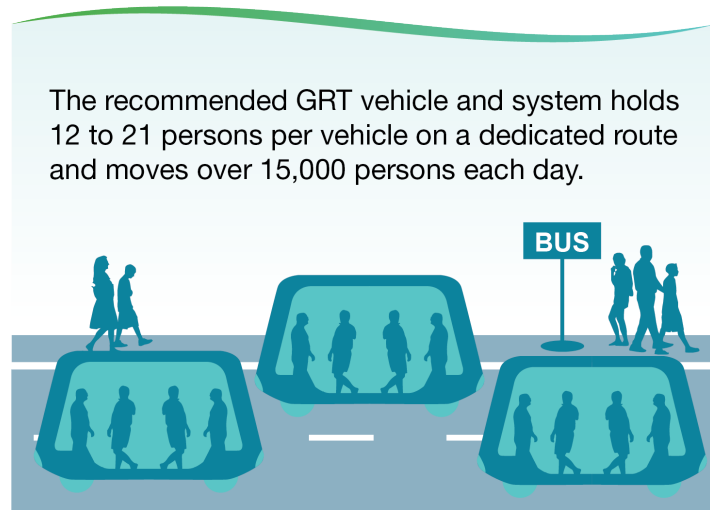 The recommended GRT vehicle and system holds
12 to 21 persons per vehicle on a dedicated route
and moves over 15,000 persons each day.
BUS